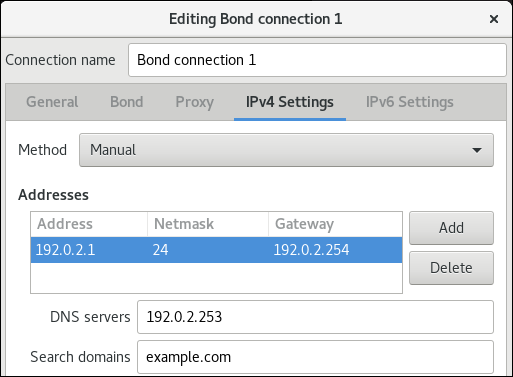 Editing Bond connection 1
Connection name Bond connection 1
General Bond Proxy IPv4 Settings IPv6 Settings
Method Manual
Addresses
Address Netmask Gateway
192.0.2.1 24 192.0.2.254
Add
Delete
DNS servers 192.0.2.253
Search domains example.com